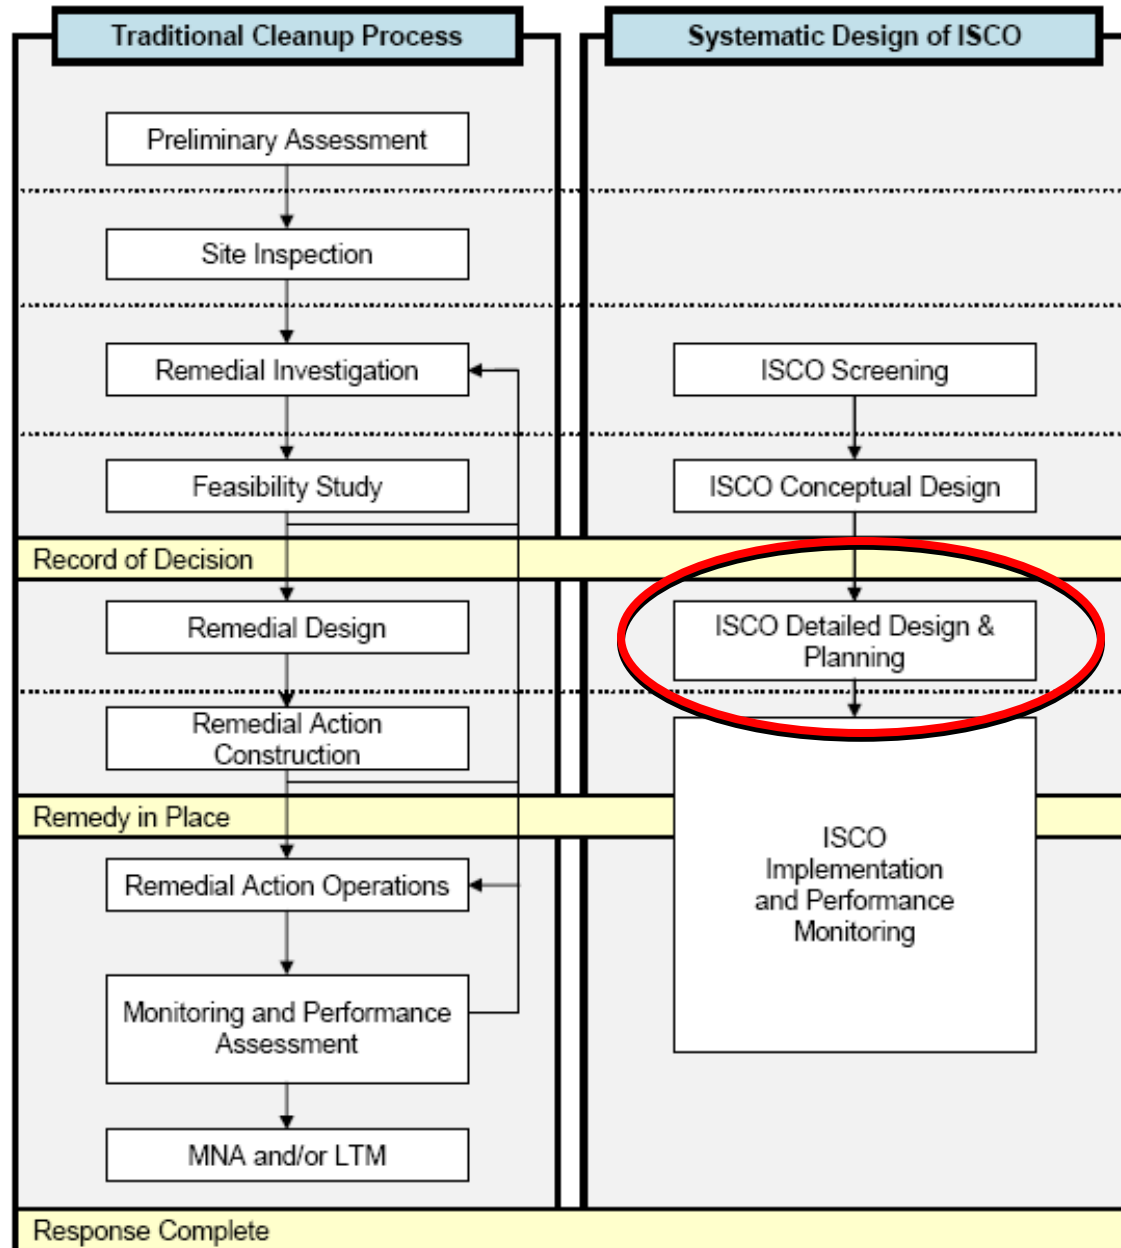 Traditional Cleanup Process
Systematic Design of ISCO
Preliminary Assessment
Site Inspection
Remedial Investigation
ISCO Screening
Feasibility Study
ISCO Conceptual Design
Record of Decision
Remedial Design
ISCO Detailed Design &
Planning
Remedial Action
Construction
Remedy in Place
ISCO
Implementation
and Performance
Monitoring
Remedial Action Operations
Monitoring and Performance
Assessment
MNA and/or LTM
Response Complete